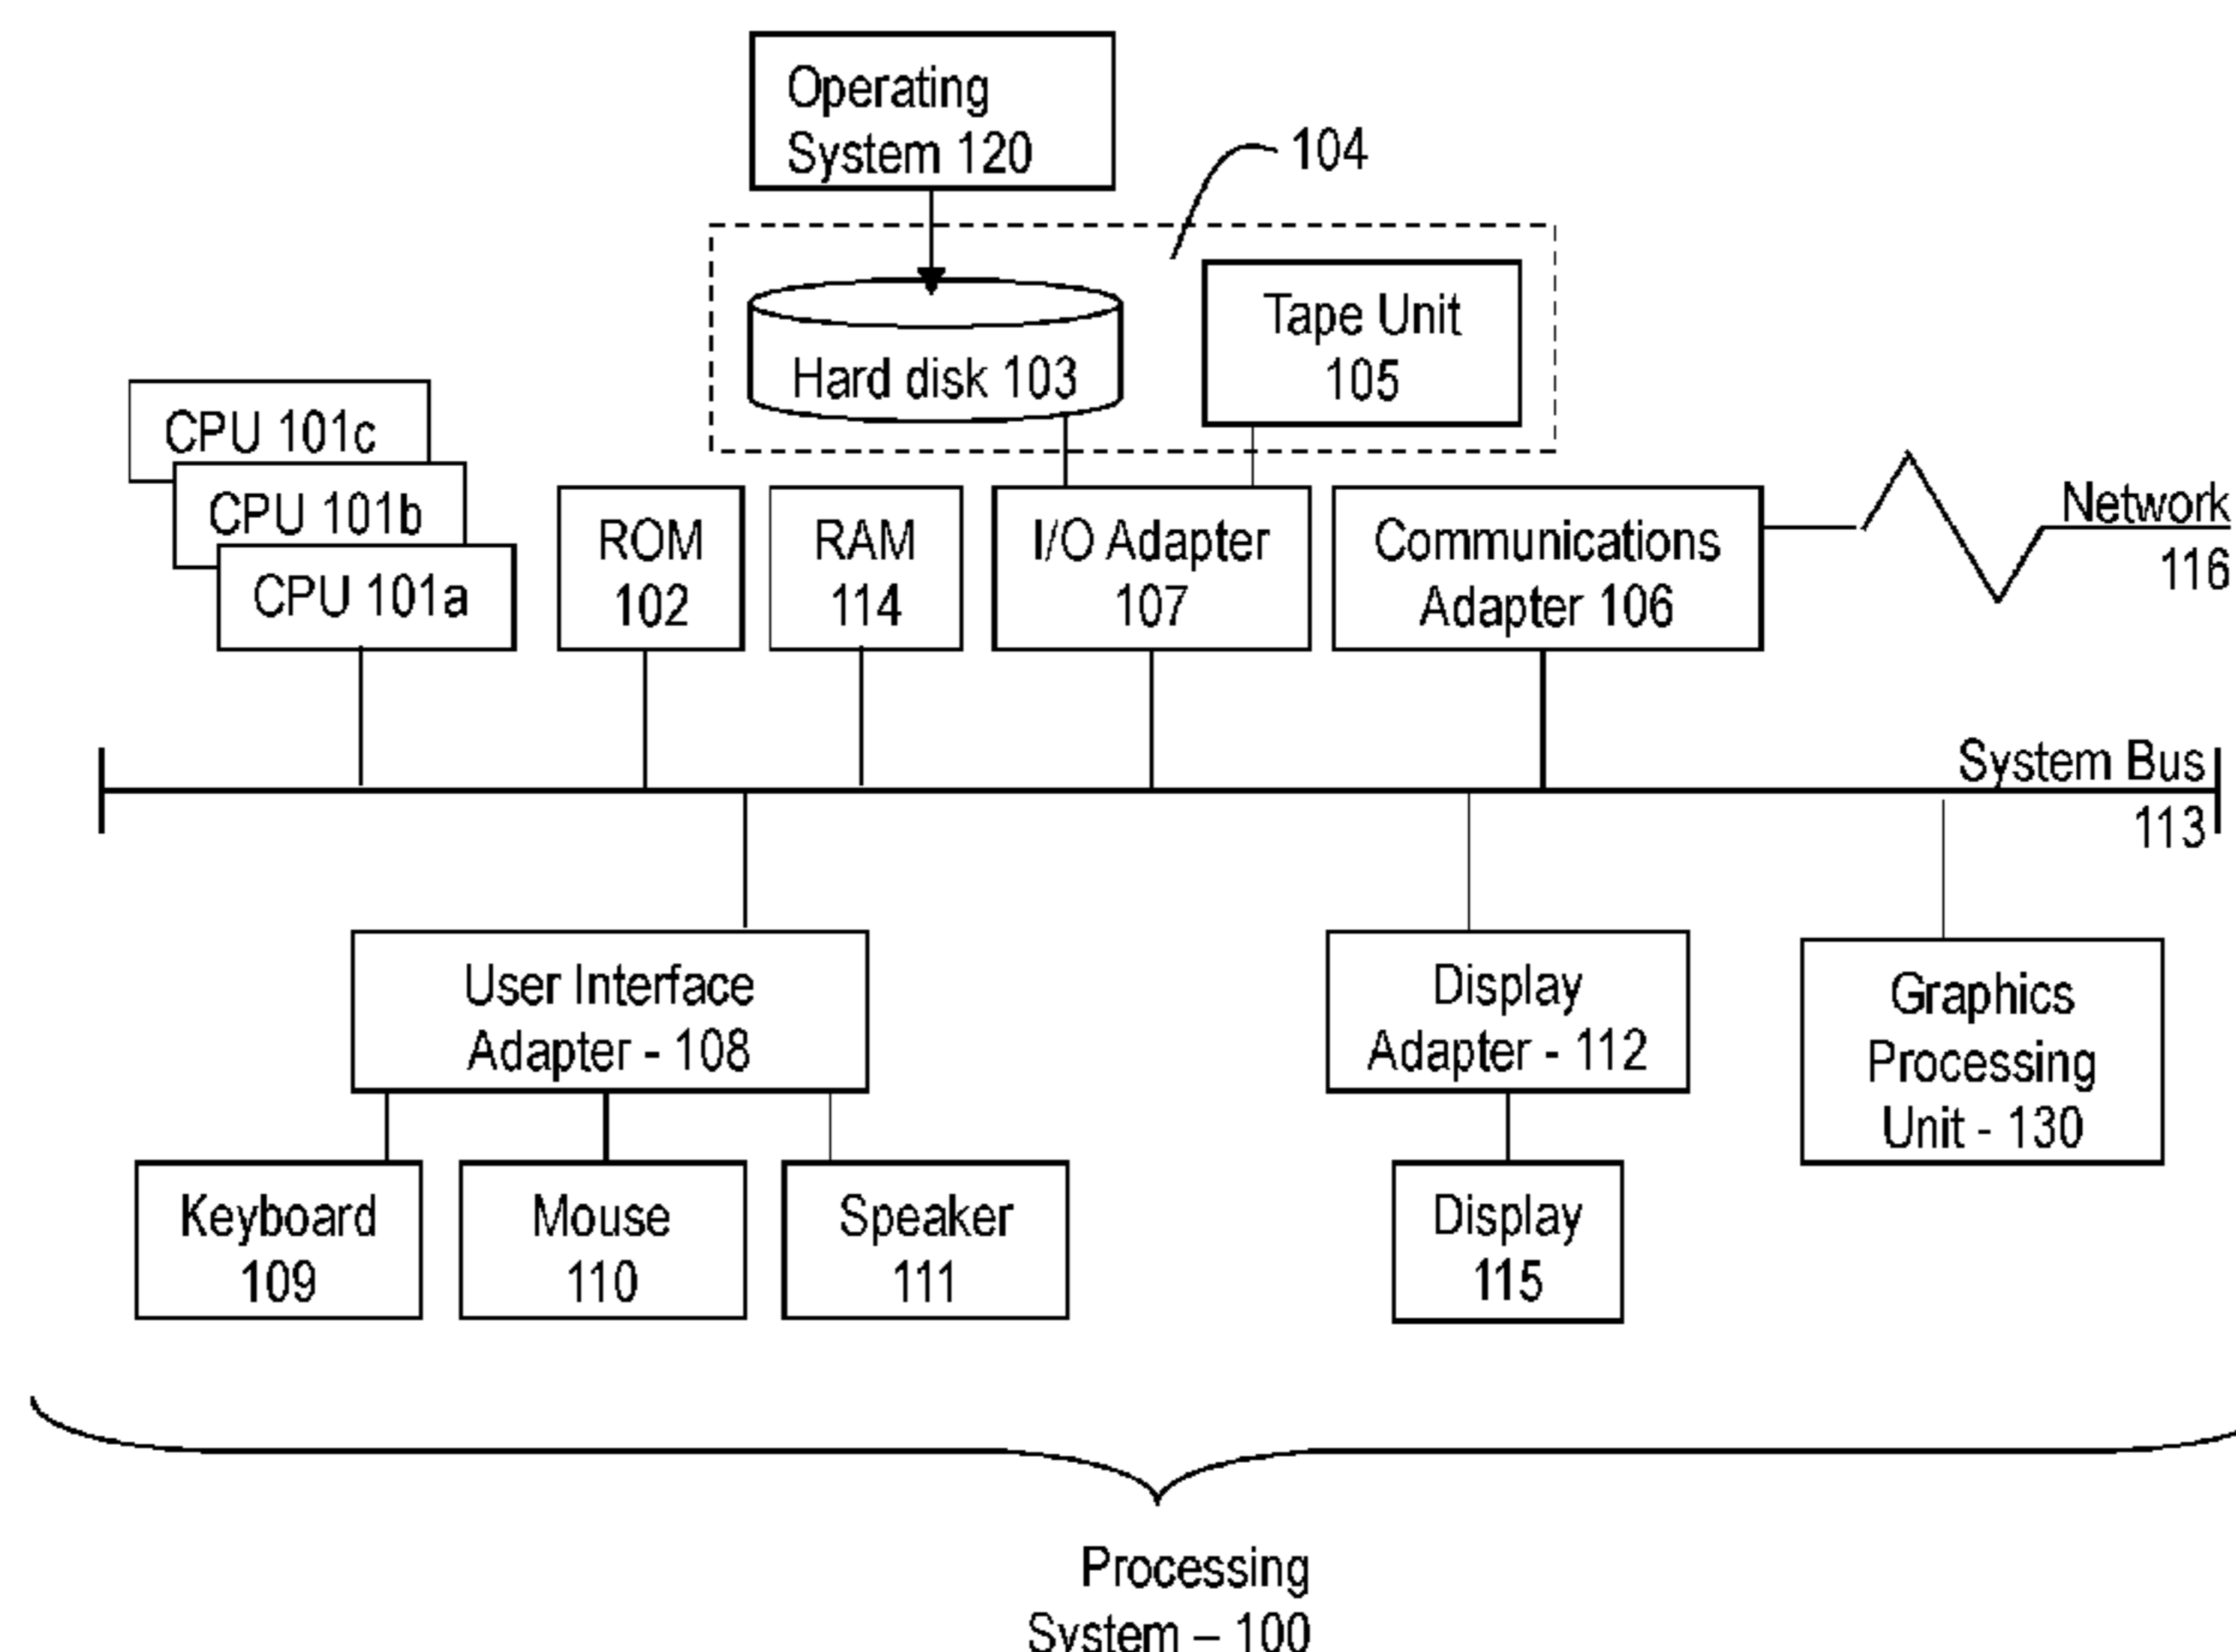 Operating
System 120
104
Hard disk 103
Tape Unit
105
CPU 101c
CPU 101b
CPU 101a
ROM
102
RAM
114
I/O Adapter
107
Communications
Adapter 106
Network
116
System Bus
113
User Interface
Adapter - 108
Display
Adapter - 112
Graphics
Processing
Unit - 130
Keyboard
109
Mouse
110
Speaker
111
Display
115
Processing
System – 100